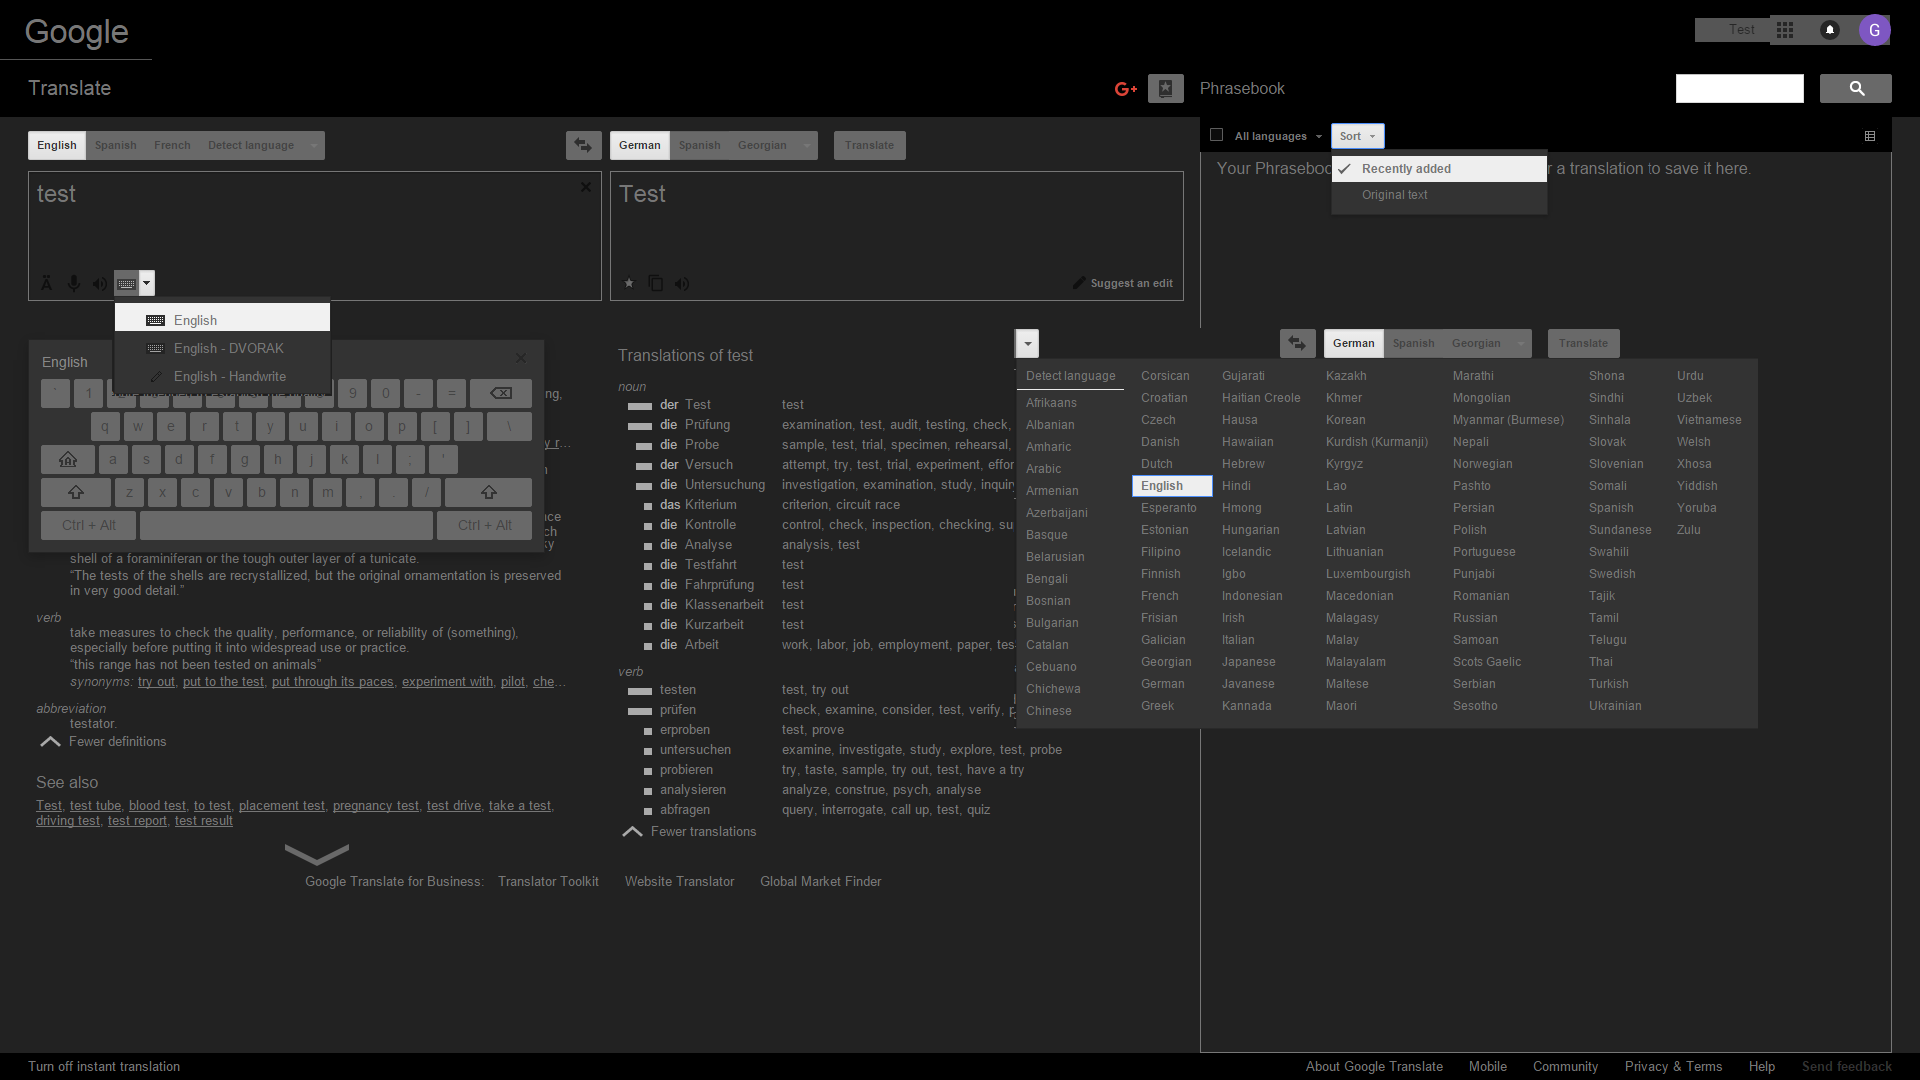 Google
Test
G
Translate
G+
Phrasebook
English Spanish French Detect language
German Spanish Georgian Translate
All languages Sort
test
Test
Your Phraseboo
r a translation to save it here.
Recently added
Original text
Ä
Suggest an edit
English
English - DVORAK
English - Handwrite
English
` 1 9 0 - =
q w e r t y u i o p [ ] \
a s d f g h j k l ; '
z x c v b n m , . /
Ctrl + Alt Ctrl + Alt
ng,
y r...
shell of a foraminiferan or the tough outer layer of a tunicate.
“The tests of the shells are recrystallized, but the original ornamentation is preserved
in very good detail.”
verb
take measures to check the quality, performance, or reliability of (something),
especially before putting it into widespread use or practice.
“this range has not been tested on animals”
synonyms: try out, put to the test, put through its paces, experiment with, pilot, che...
abbreviation
testator.
Fewer definitions
See also
Test, test tube, blood test, to test, placement test, pregnancy test, test drive, take a test,
driving test, test report, test result
Translations of test
noun
der Test test
die Prüfung examination, test, audit, testing, check,
die Probe sample, test, trial, specimen, rehearsal,
der Versuch attempt, try, test, trial, experiment, effor
die Untersuchung investigation, examination, study, inquir
das Kriterium criterion, circuit race
die Kontrolle control, check, inspection, checking, su
die Analyse analysis, test
die Testfahrt test
die Fahrprüfung test
die Klassenarbeit test
die Kurzarbeit test
die Arbeit work, labor, job, employment, paper, tes
verb
testen test, try out
prüfen check, examine, consider, test, verify, p
erproben test, prove
untersuchen examine, investigate, study, explore, test, probe
probieren try, taste, sample, try out, test, have a try
analysieren analyze, construe, psych, analyse
abfragen query, interrogate, call up, test, quiz
Fewer translations
German Spanish Georgian Translate
Detect language Corsican Gujarati Kazakh Marathi Shona Urdu
Afrikaans Croatian Haitian Creole Khmer Mongolian Sindhi Uzbek
Albanian Czech Hausa Korean Myanmar (Burmese) Sinhala Vietnamese
Amharic Danish Hawaiian Kurdish (Kurmanji) Nepali Slovak Welsh
Arabic Dutch Hebrew Kyrgyz Norwegian Slovenian Xhosa
Armenian English Hindi Lao Pashto Somali Yiddish
Azerbaijani Esperanto Hmong Latin Persian Spanish Yoruba
Basque Estonian Hungarian Latvian Polish Sundanese Zulu
Belarusian Filipino Icelandic Lithuanian Portuguese Swahili
Bengali Finnish Igbo Luxembourgish Punjabi Swedish
Bosnian French Indonesian Macedonian Romanian Tajik
Bulgarian Frisian Irish Malagasy Russian Tamil
Catalan Galician Italian Malay Samoan Telugu
Cebuano Georgian Japanese Malayalam Scots Gaelic Thai
Chichewa German Javanese Maltese Serbian Turkish
Chinese Greek Kannada Maori Sesotho Ukrainian
Google Translate for Business: Translator Toolkit Website Translator Global Market Finder
Turn off instant translation
About Google Translate Mobile Community Privacy & Terms Help Send feedback